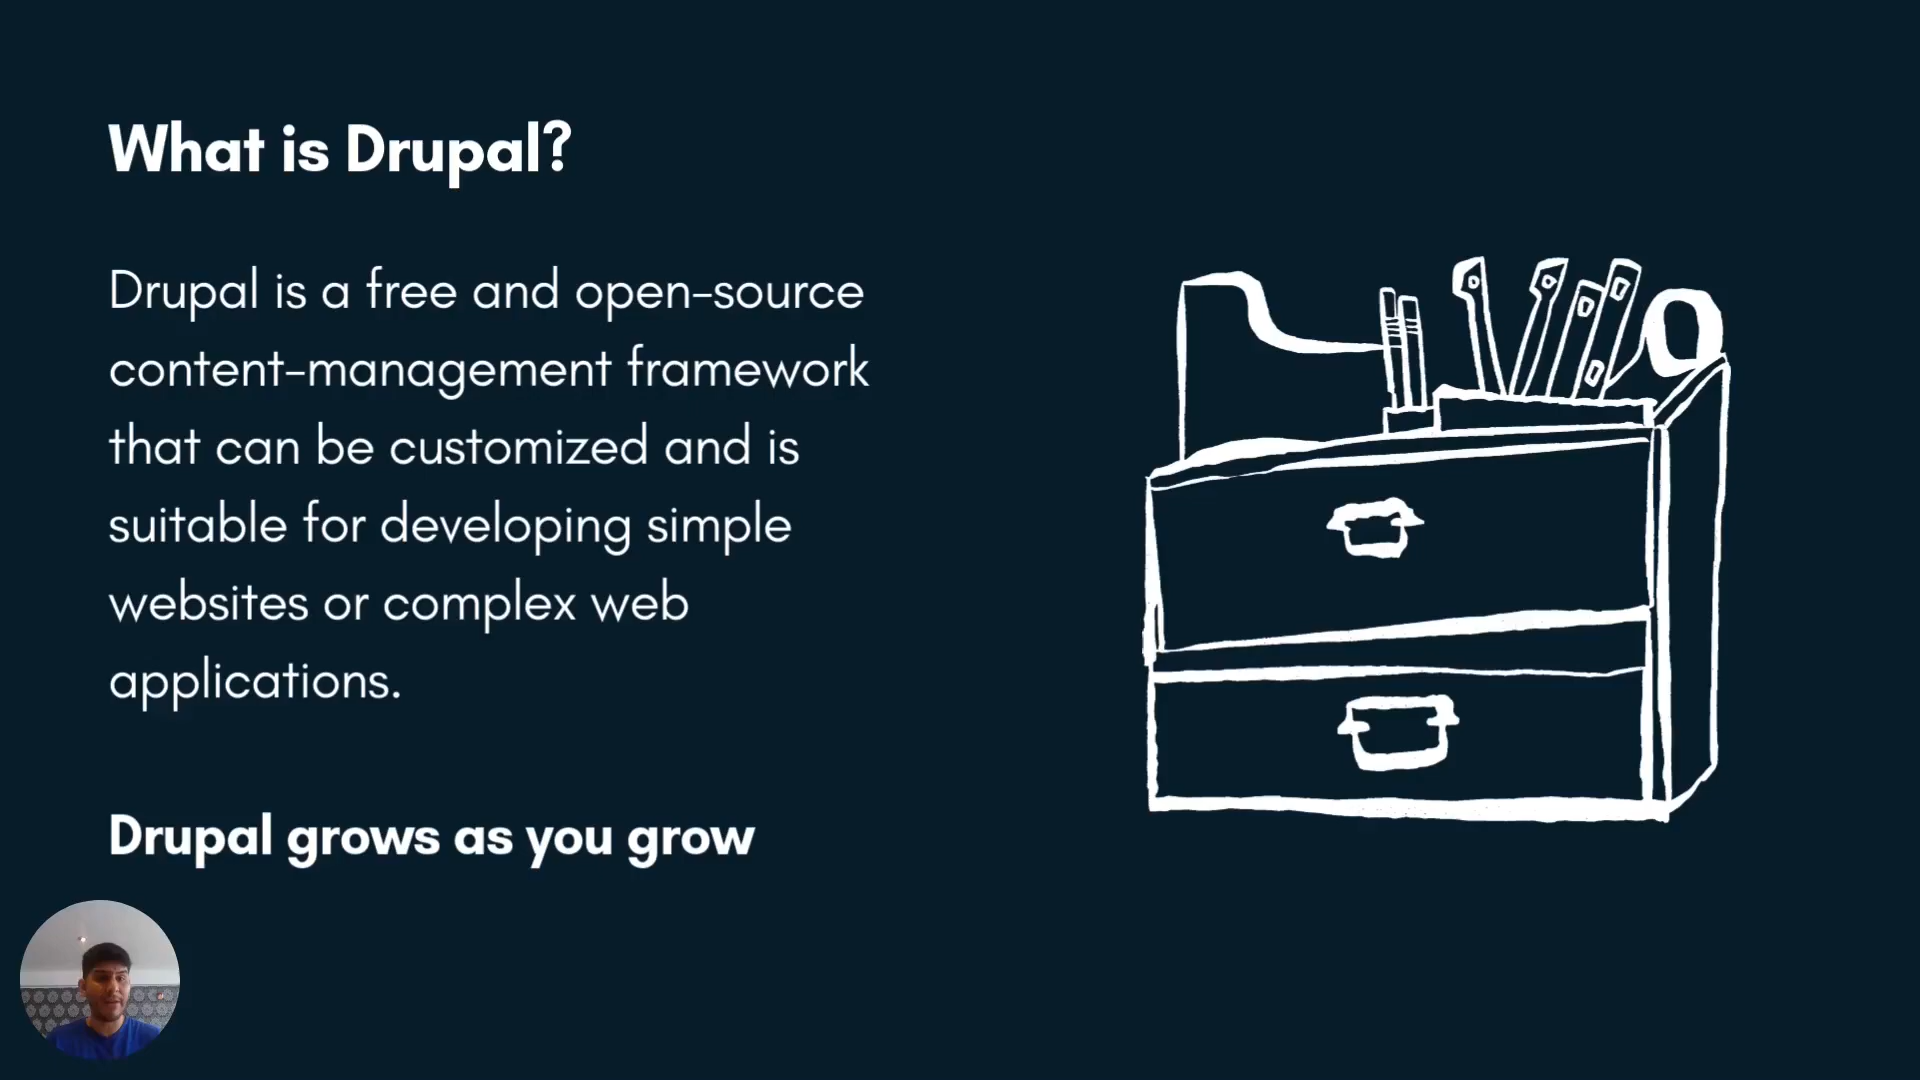 What is Drupal?
Drupal is a free and open-source
content-management framework
that can be customized and is
suitable for developing simple
websites or complex web
applications.
Drupal grows as you grow